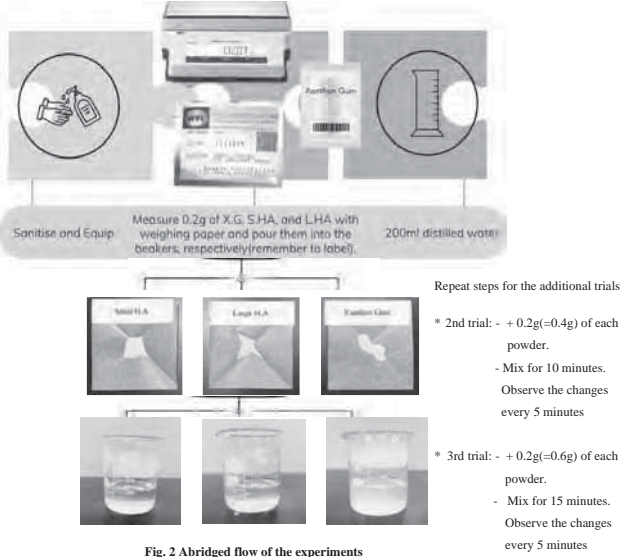 Xanthan Gum
Sanitise and Equip
Measure 0.2g of X.G, S.HA, and L.HA with
weighing paper and pour them into the
beakers, respectively(remember to label).
200ml distilled water
Small H.A
Large H.A
Xanthan Gum
Repeat steps for the additional trials
* 2nd trial: - + 0.2g(=0.4g) of each
powder.
- Mix for 10 minutes.
Observe the changes
every 5 minutes
* 3rd trial: - + 0.2g(=0.6g) of each
powder.
- Mix for 15 minutes.
Observe the changes
every 5 minutes
Fig. 2 Abridged flow of the experiments